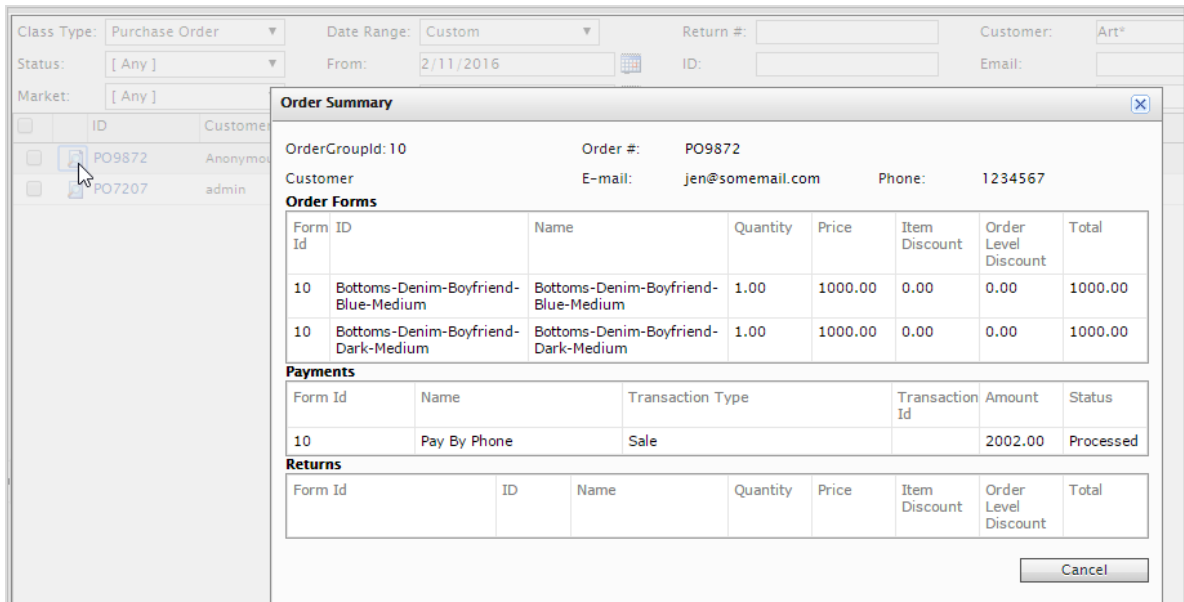 Class Type: Purchase Order Date Range: Custom Return #: Customer: Art*
Status: [ Any ] From: 2/11/2016 ID: Email:
Market: [ Any ]
Order Summary
ID Customer
OrderGroupId: 10 Order #: PO9872
PO9872 Anonymou
Customer E-mail: jen@somemail.com Phone: 1234567
PO7207 admin
Order Forms
Form Id ID Name Quantity Price Item Discount Order Level Discount Total
10 Bottoms-Denim-Boyfriend-Blue-Medium Bottoms-Denim-Boyfriend-Blue-Medium 1.00 1000.00 0.00 0.00 1000.00
10 Bottoms-Denim-Boyfriend-Dark-Medium Bottoms-Denim-Boyfriend-Dark-Medium 1.00 1000.00 0.00 0.00 1000.00
Payments
Form Id Name Transaction Type Transaction Id Amount Status
10 Pay By Phone Sale 2002.00 Processed
Returns
Form Id ID Name Quantity Price Item Discount Order Level Discount Total
Cancel